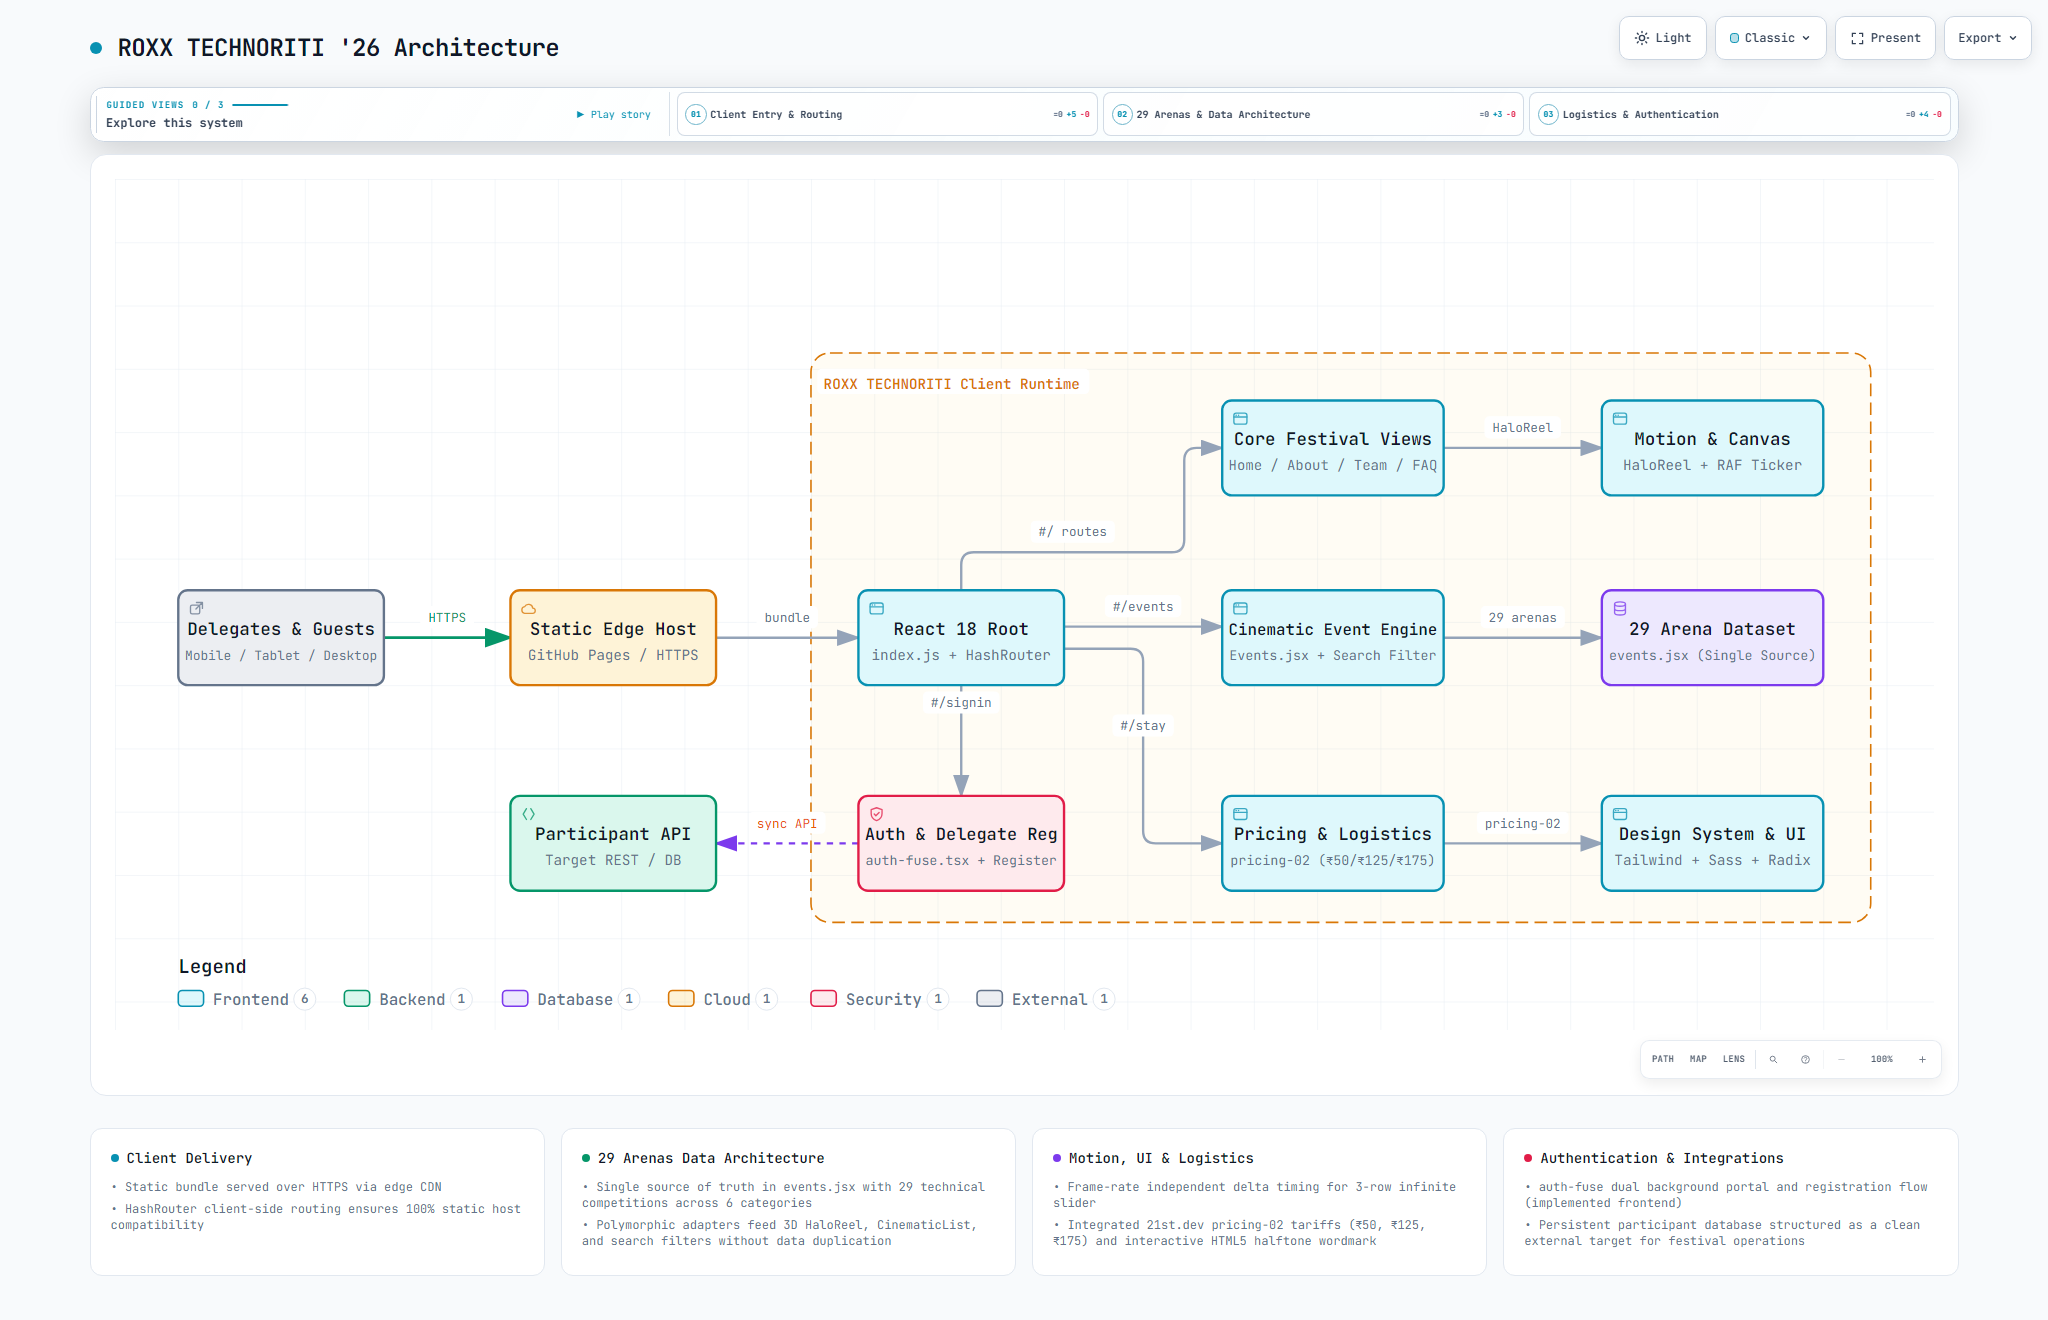 ROXX TECHNORITI '26 Architecture
Light
Classic
Present
Export
GUIDED VIEWS 0 / 3
Explore this system
▶ Play story
01 Client Entry & Routing =0 +5 -0
02 29 Arenas & Data Architecture =0 +3 -0
03 Logistics & Authentication =0 +4 -0
ROXX TECHNORITI Client Runtime
Core Festival Views
Home / About / Team / FAQ
HaloReel
Motion & Canvas
HaloReel + RAF Ticker
#/ routes
Delegates & Guests
Mobile / Tablet / Desktop
HTTPS
Static Edge Host
GitHub Pages / HTTPS
bundle
React 18 Root
index.js + HashRouter
#/events
Cinematic Event Engine
Events.jsx + Search Filter
29 arenas
29 Arena Dataset
events.jsx (Single Source)
#/signin
#/stay
Participant API
Target REST / DB
sync API
Auth & Delegate Reg
auth-fuse.tsx + Register
Pricing & Logistics
pricing-02 (₹50/₹125/₹175)
pricing-02
Design System & UI
Tailwind + Sass + Radix
Legend
Frontend 6
Backend 1
Database 1
Cloud 1
Security 1
External 1
PATH MAP LENS
− 100% +
Client Delivery
• Static bundle served over HTTPS via edge CDN
• HashRouter client-side routing ensures 100% static host
compatibility
29 Arenas Data Architecture
• Single source of truth in events.jsx with 29 technical
competitions across 6 categories
• Polymorphic adapters feed 3D HaloReel, CinematicList,
and search filters without data duplication
Motion, UI & Logistics
• Frame-rate independent delta timing for 3-row infinite
slider
• Integrated 21st.dev pricing-02 tariffs (₹50, ₹125,
₹175) and interactive HTML5 halftone wordmark
Authentication & Integrations
• auth-fuse dual background portal and registration flow
(implemented frontend)
• Persistent participant database structured as a clean
external target for festival operations